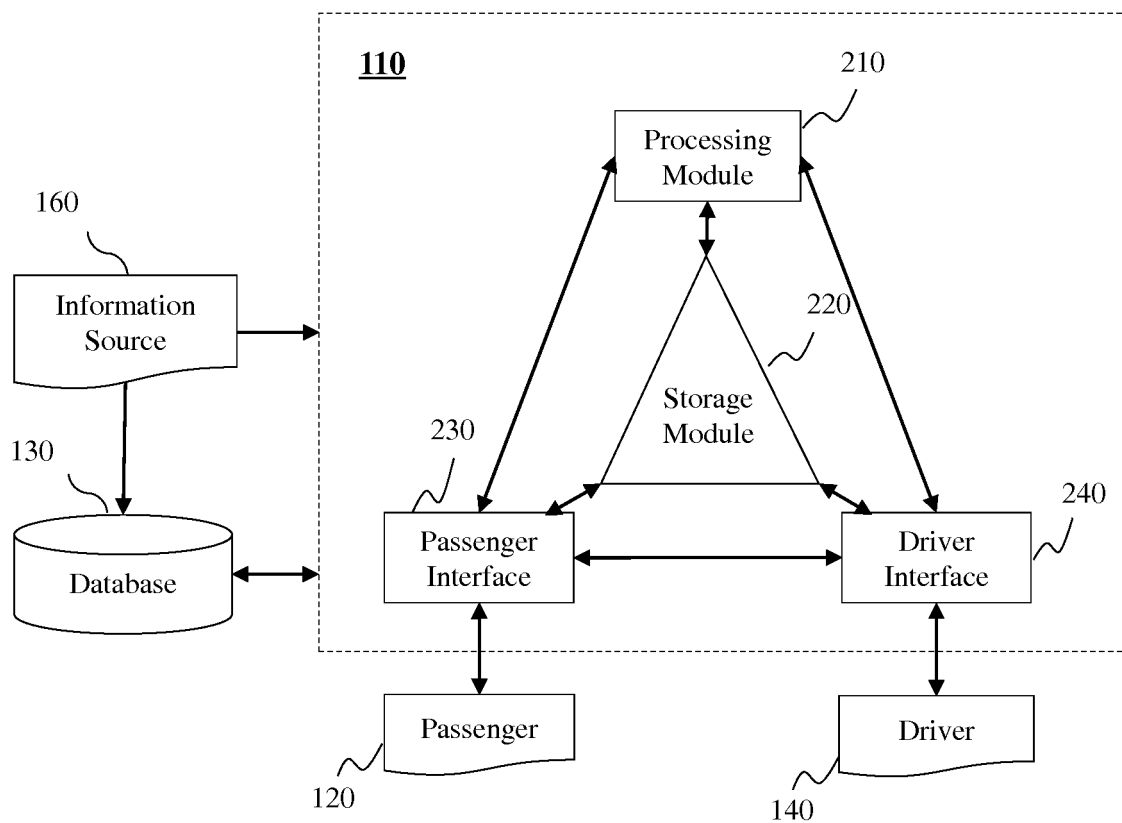 110
210
Processing
Module
160
Information
Source
220
Storage
Module
230
130
240
Passenger
Interface
Driver
Interface
Database
Passenger
Driver
120
140